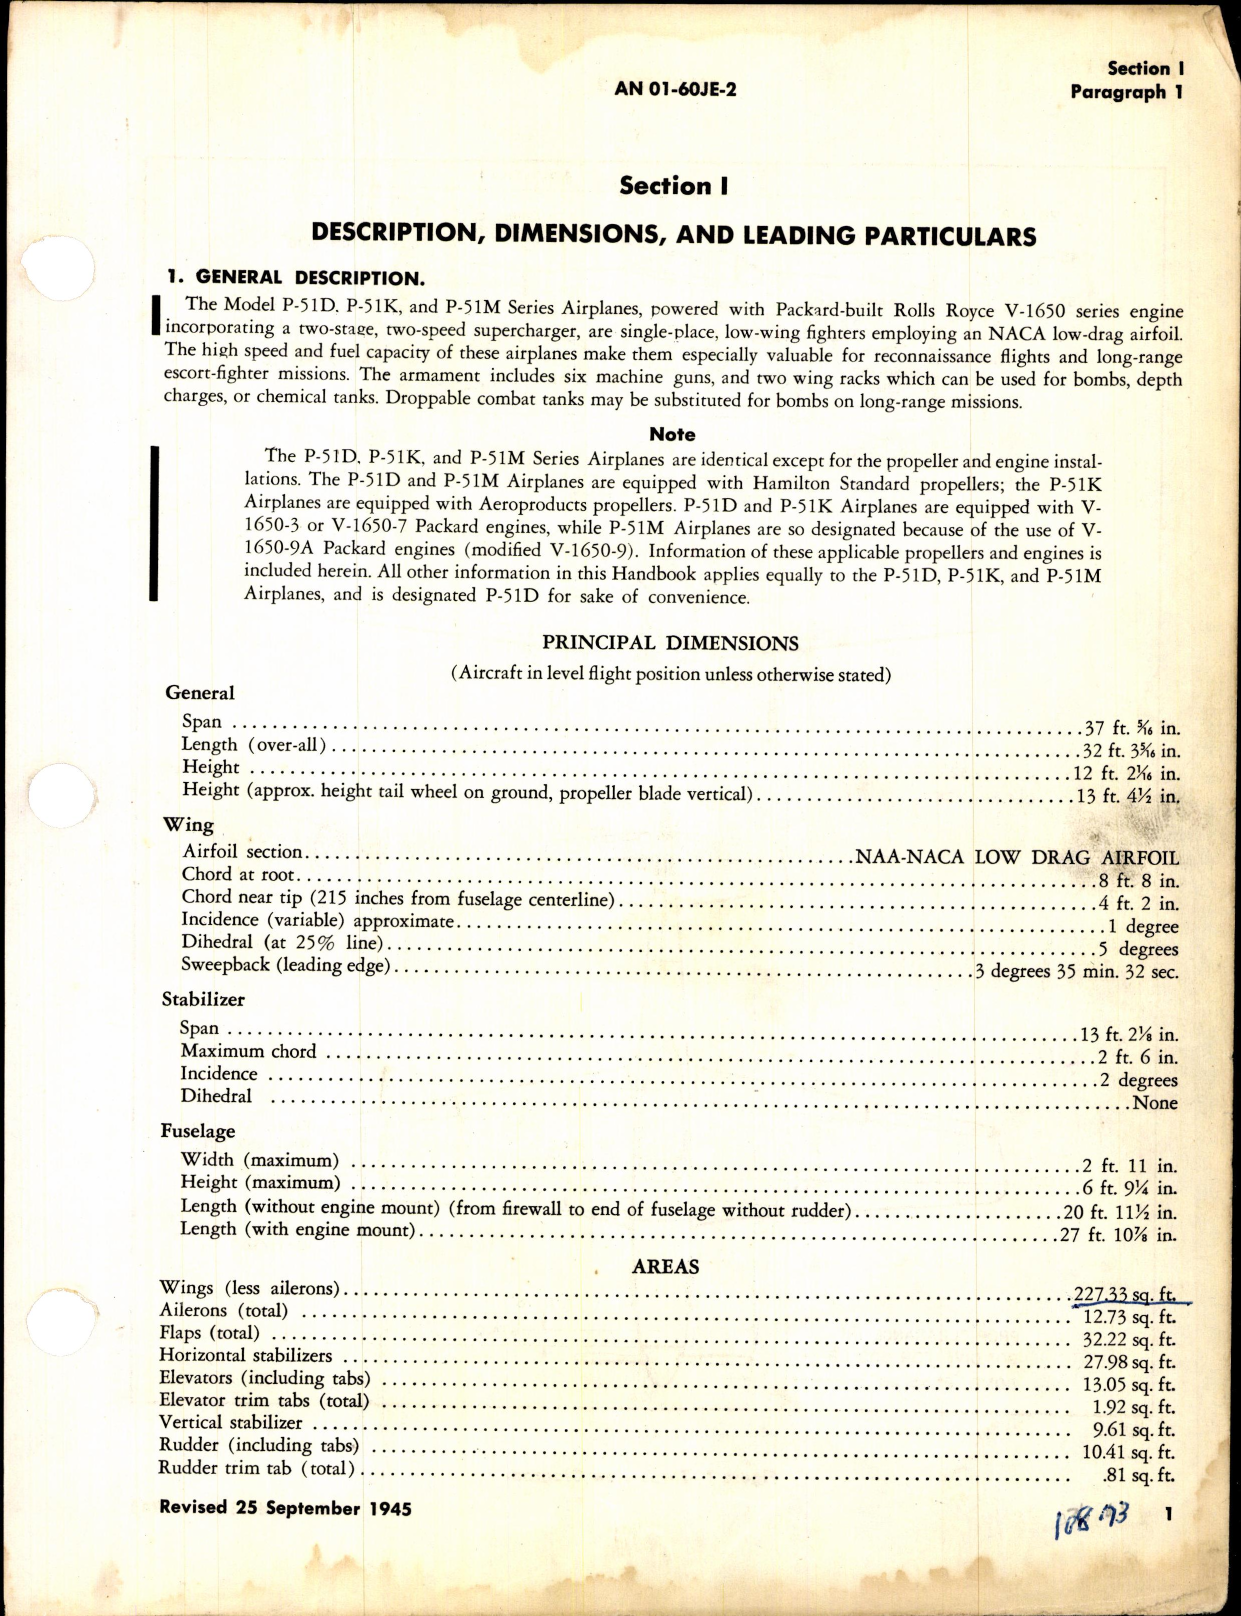 AN 01-60JE-2
Section I
Paragraph 1
Section I
DESCRIPTION, DIMENSIONS, AND LEADING PARTICULARS
1. GENERAL DESCRIPTION.
The Model P-51D, P-51K, and P-51M Series Airplanes, powered with Packard-built Rolls Royce V-1650 series engine
incorporating a two-stage, two-speed supercharger, are single-place, low-wing fighters employing an NACA low-drag airfoil.
The high speed and fuel capacity of these airplanes make them especially valuable for reconnaissance flights and long-range
escort-fighter missions. The armament includes six machine guns, and two wing racks which can be used for bombs, depth
charges, or chemical tanks. Droppable combat tanks may be substituted for bombs on long-range missions.
Note
The P-51D, P-51K, and P-51M Series Airplanes are identical except for the propeller and engine instal-
lations. The P-51D and P-51M Airplanes are equipped with Hamilton Standard propellers; the P-51K
Airplanes are equipped with Aeroproducts propellers. P-51D and P-51K Airplanes are equipped with V-
1650-3 or V-1650-7 Packard engines, while P-51M Airplanes are so designated because of the use of V-
1650-9A Packard engines (modified V-1650-9). Information of these applicable propellers and engines is
included herein. All other information in this Handbook applies equally to the P-51D, P-51K, and P-51M
Airplanes, and is designated P-51D for sake of convenience.
PRINCIPAL DIMENSIONS
(Aircraft in level flight position unless otherwise stated)
General
Span ........ 37 ft. 5/16 in.
Length (over-all) ........ 32 ft. 3 5/16 in.
Height ........ 12 ft. 2 1/16 in.
Height (approx. height tail wheel on ground, propeller blade vertical) ........ 13 ft. 4½ in.
Wing
Airfoil section ........ NAA-NACA LOW DRAG AIRFOIL
Chord at root ........ 8 ft. 8 in.
Chord near tip (215 inches from fuselage centerline) ........ 4 ft. 2 in.
Incidence (variable) approximate ........ 1 degree
Dihedral (at 25% line) ........ 5 degrees
Sweepback (leading edge) ........ 3 degrees 35 min. 32 sec.
Stabilizer
Span ........ 13 ft. 2⅛ in.
Maximum chord ........ 2 ft. 6 in.
Incidence ........ 2 degrees
Dihedral ........ None
Fuselage
Width (maximum) ........ 2 ft. 11 in.
Height (maximum) ........ 6 ft. 9¼ in.
Length (without engine mount) (from firewall to end of fuselage without rudder) ........ 20 ft. 11½ in.
Length (with engine mount) ........ 27 ft. 10⅞ in.
AREAS
Wings (less ailerons) ........ 227.33 sq. ft.
Ailerons (total) ........ 12.73 sq. ft.
Flaps (total) ........ 32.22 sq. ft.
Horizontal stabilizers ........ 27.98 sq. ft.
Elevators (including tabs) ........ 13.05 sq. ft.
Elevator trim tabs (total) ........ 1.92 sq. ft.
Vertical stabilizer ........ 9.61 sq. ft.
Rudder (including tabs) ........ 10.41 sq. ft.
Rudder trim tab (total) ........ .81 sq. ft.
Revised 25 September 1945
1